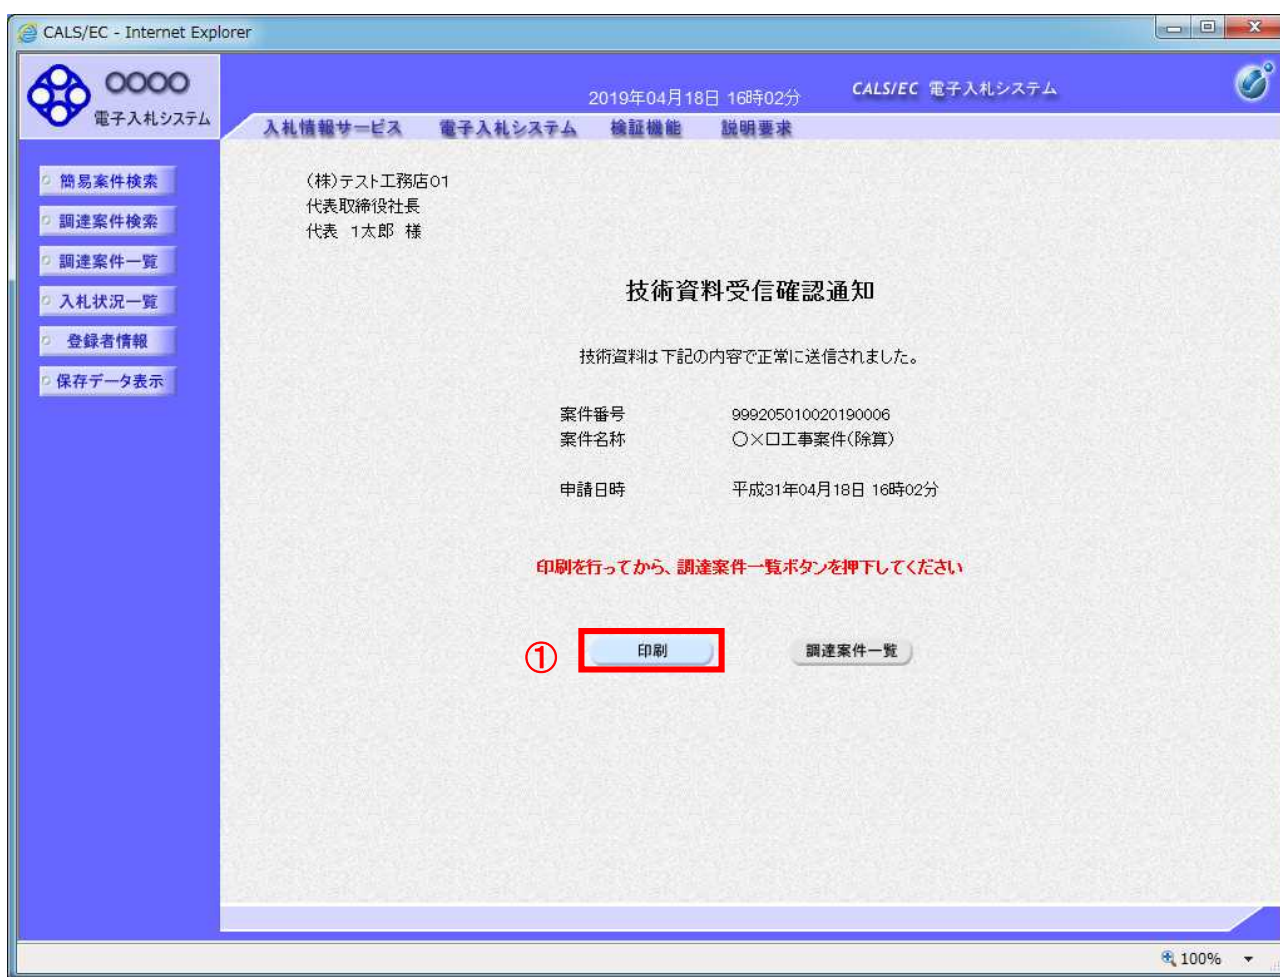 CALS/EC - Internet Explorer
〇〇〇〇
電子入札システム
2019年04月18日 16時02分
CALS/EC 電子入札システム
入札情報サービス 電子入札システム 検証機能 説明要求
簡易案件検索
調達案件検索
調達案件一覧
入札状況一覧
登録者情報
保存データ表示
(株)テスト工務店01
代表取締役社長
代表 1太郎 様
技術資料受信確認通知
技術資料は下記の内容で正常に送信されました。
案件番号 999205010020190006
案件名称 〇×口工事案件(除算)
申請日時 平成31年04月18日 16時02分
印刷を行ってから、調達案件一覧ボタンを押下してください
① 印刷 調達案件一覧
100%